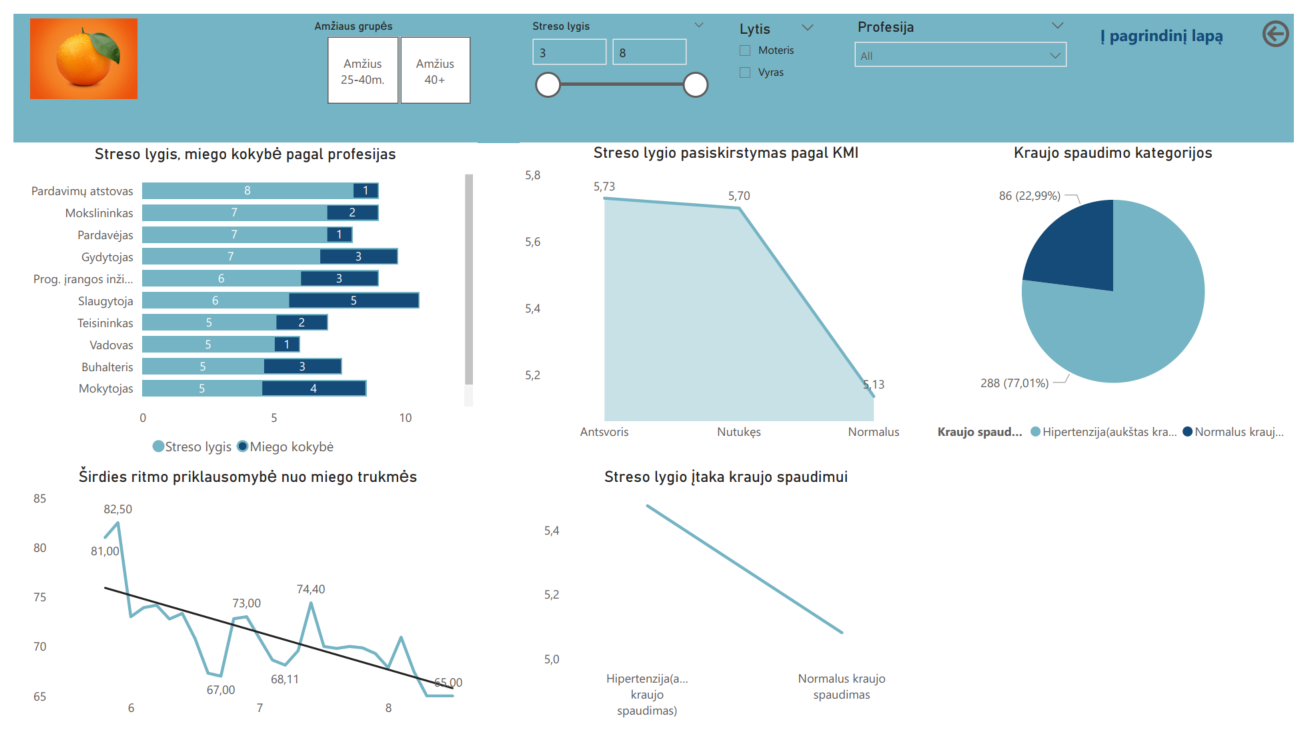 Amžiaus grupės
Amžius
25-40m.
Amžius
40+
Streso lygis
3
8
Lytis
Moteris
Vyras
Profesija
All
Į pagrindinį lapą
Streso lygis, miego kokybė pagal profesijas
Pardavimų atstovas
8
1
Mokslininkas
7
2
Pardavėjas
7
1
Gydytojas
7
3
Prog. įrangos inži...
6
3
Slaugytoja
6
5
Teisininkas
5
2
Vadovas
5
1
Buhalteris
5
3
Mokytojas
5
4
0
5
10
Streso lygis
Miego kokybė
Streso lygio pasiskirstymas pagal KMI
5,8
5,6
5,4
5,2
5,73
5,70
5,13
Antsvoris
Nutukęs
Normalus
Kraujo spaudimo kategorijos
86 (22,99%)
288 (77,01%)
Kraujo spaud...
Hipertenzija(aukštas kra...
Normalus krauj...
Širdies ritmo priklausomybė nuo miego trukmės
85
80
75
70
65
82,50
81,00
67,00
73,00
68,11
74,40
65,00
6
7
8
Streso lygio įtaka kraujo spaudimui
5,4
5,2
5,0
Hipertenzija(a...
kraujo
spaudimas)
Normalus kraujo
spaudimas